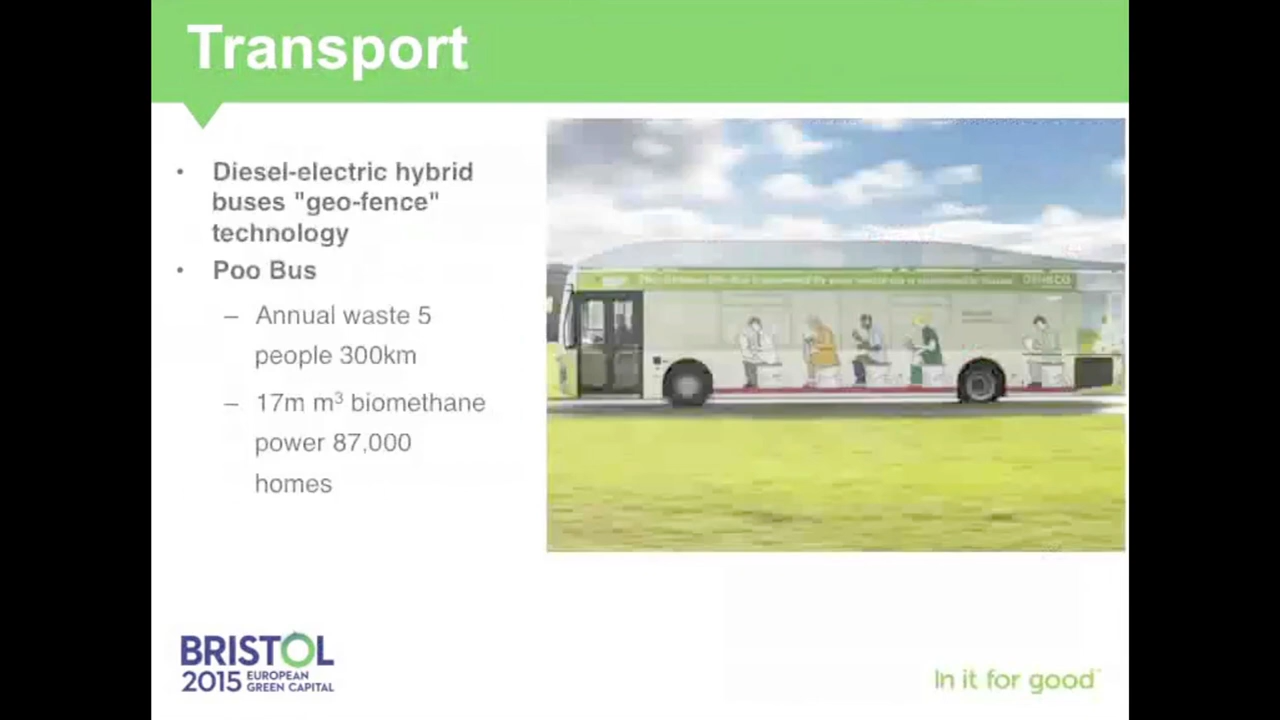 Transport
• Diesel-electric hybrid
buses "geo-fence"
technology
• Poo Bus
– Annual waste 5
people 300km
– 17m m³ biomethane
power 87,000
homes
GENeco
BRISTOL
2015 EUROPEAN
GREEN CAPITAL
In it for good